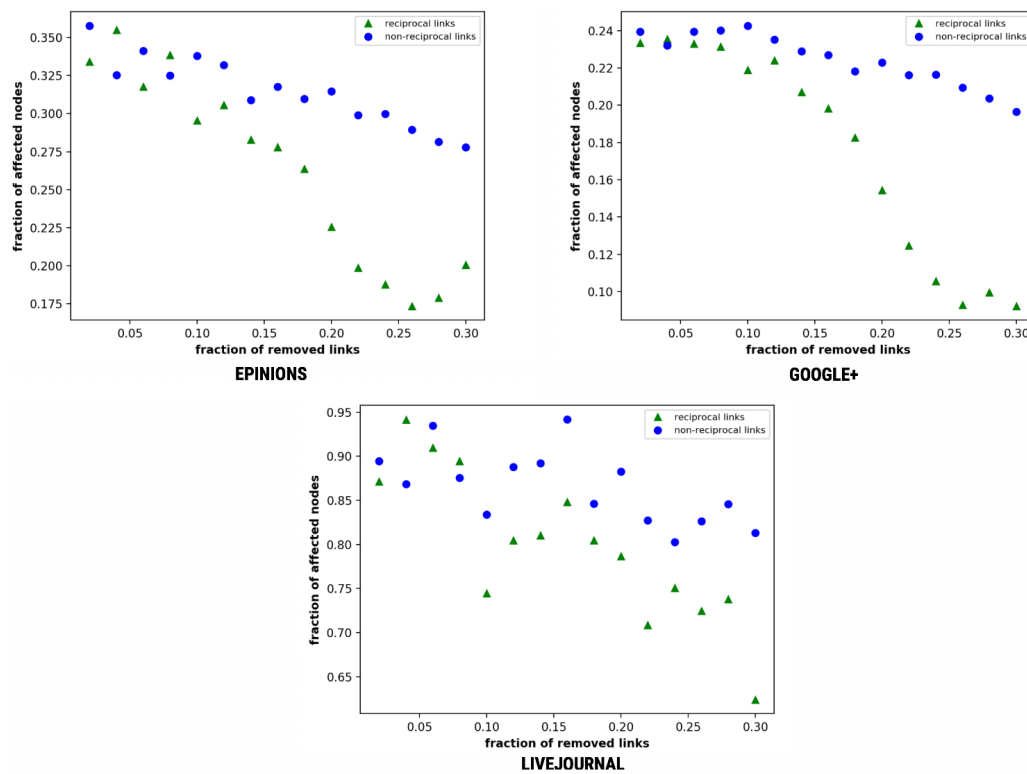 reciprocal links
non-reciprocal links
fraction of affected nodes
0.350
0.325
0.300
0.275
0.250
0.225
0.200
0.175
0.05 0.10 0.15 0.20 0.25 0.30
fraction of removed links
EPINIONS
reciprocal links
non-reciprocal links
fraction of affected nodes
0.24
0.22
0.20
0.18
0.16
0.14
0.12
0.10
0.05 0.10 0.15 0.20 0.25 0.30
fraction of removed links
GOOGLE+
reciprocal links
non-reciprocal links
fraction of affected nodes
0.95
0.90
0.85
0.80
0.75
0.70
0.65
0.05 0.10 0.15 0.20 0.25 0.30
fraction of removed links
LIVEJOURNAL